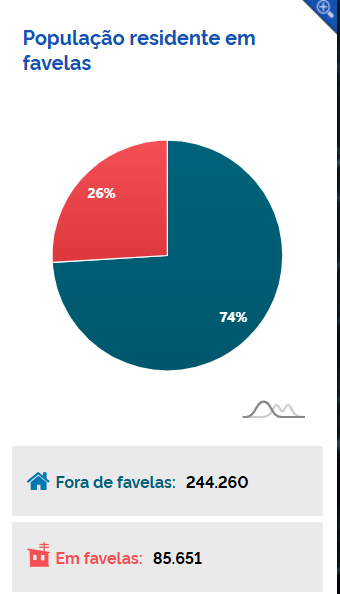 População residente em
favelas
26%
74%
Fora de favelas: 244.260
Em favelas: 85.651